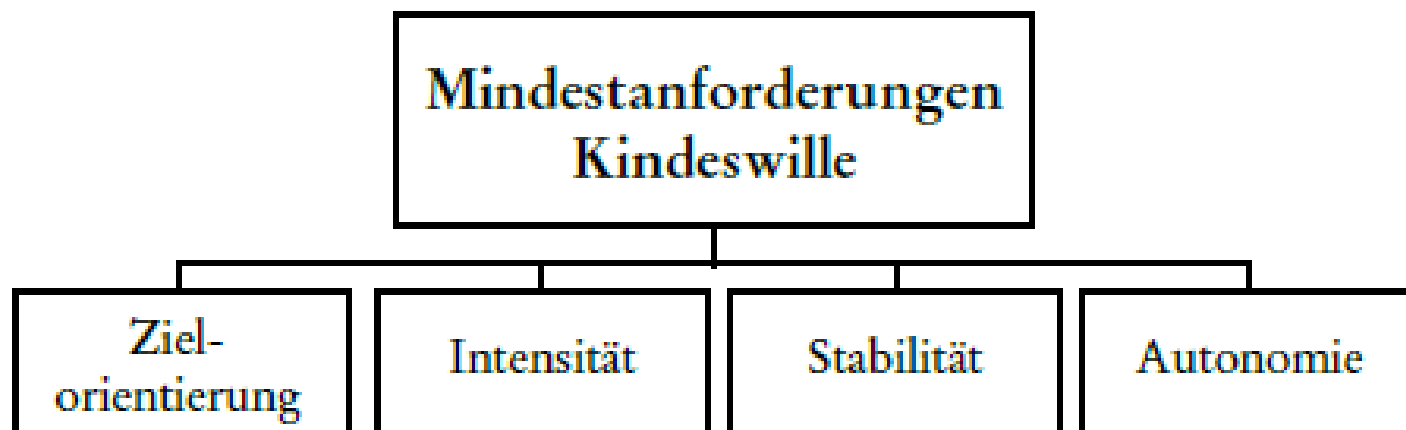 Mindestanforderungen
Kindeswille
Ziel-
orientierung
Intensität
Stabilität
Autonomie